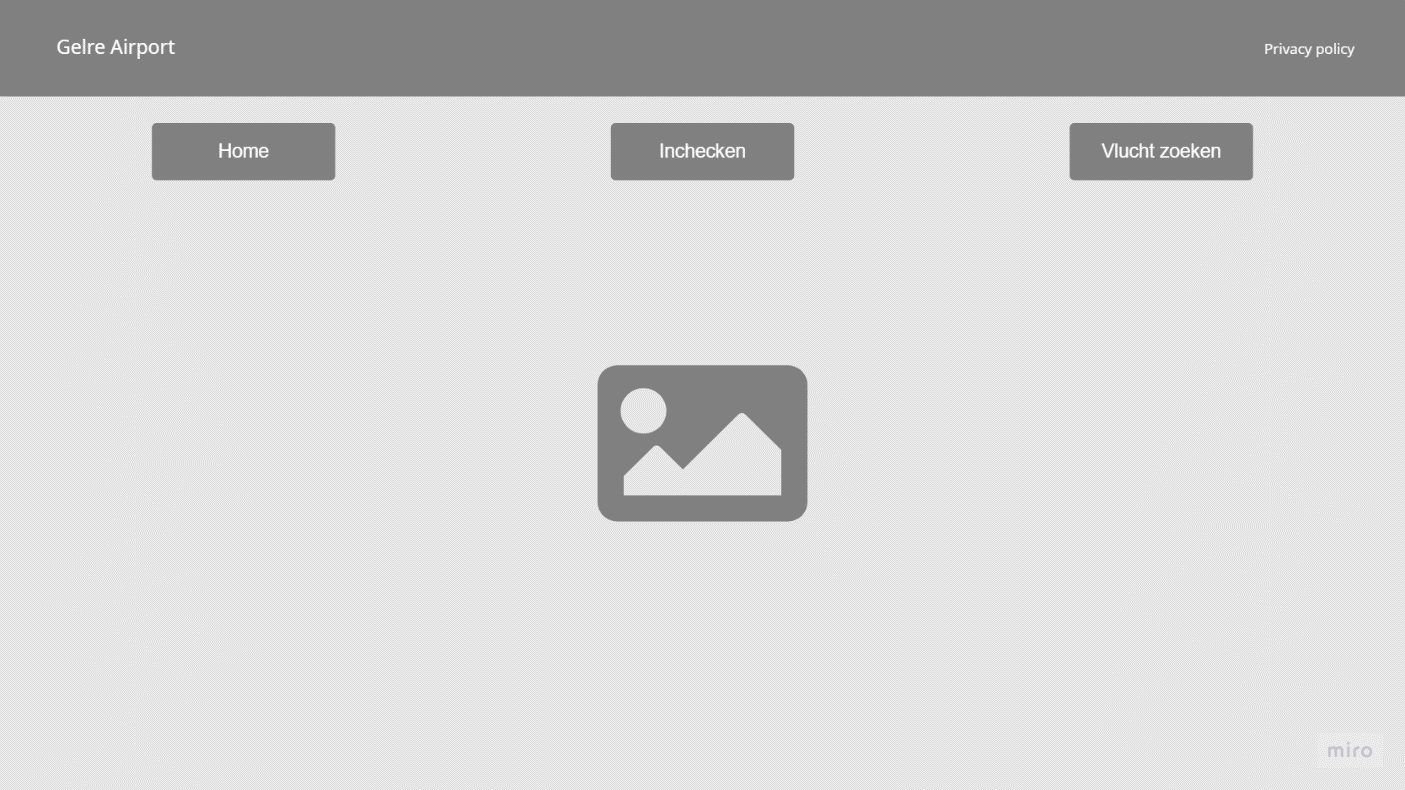 Gelre Airport
Privacy policy
Home
Inchecken
Vlucht zoeken
miro